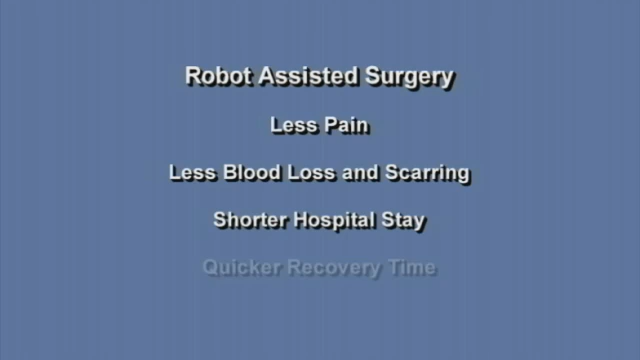 Robot Assisted Surgery
Less Pain
Less Blood Loss and Scarring
Shorter Hospital Stay
Quicker Recovery Time